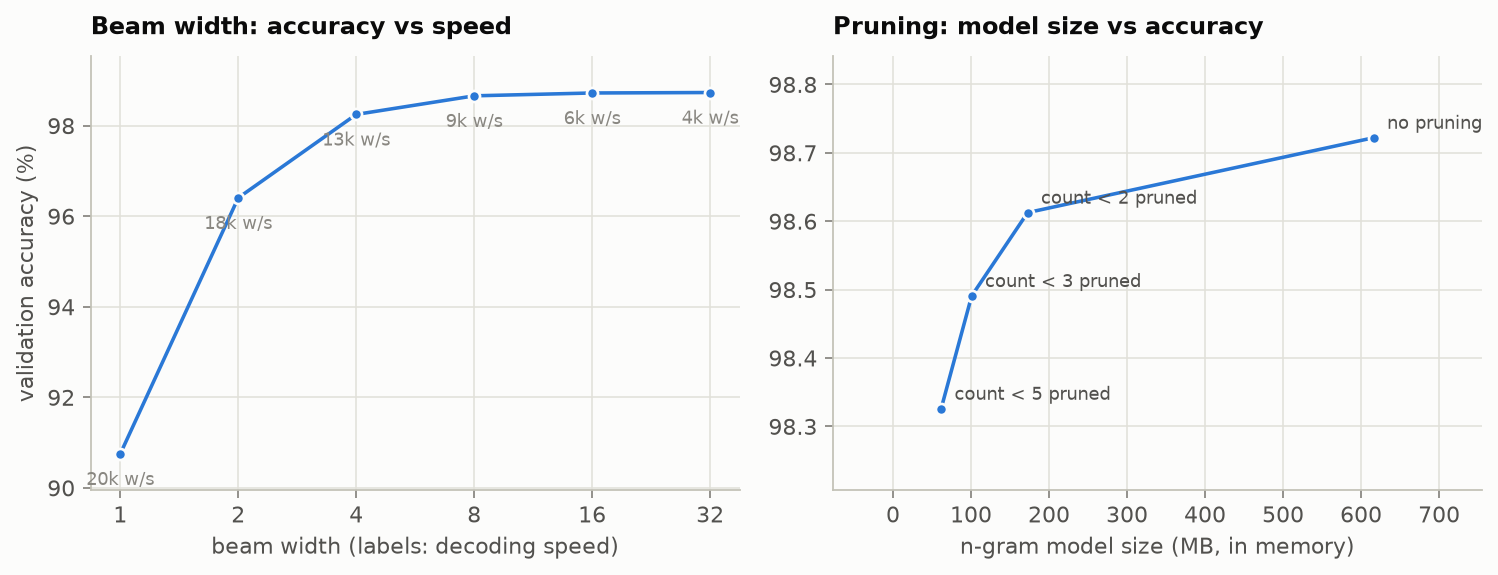 Beam width: accuracy vs speed
validation accuracy (%)
98
96
94
92
90
20k w/s
18k w/s
13k w/s
9k w/s
6k w/s
4k w/s
1
2
4
8
16
32
beam width (labels: decoding speed)
Pruning: model size vs accuracy
98.8
98.7
98.6
98.5
98.4
98.3
no pruning
count < 2 pruned
count < 3 pruned
count < 5 pruned
0
100
200
300
400
500
600
700
n-gram model size (MB, in memory)